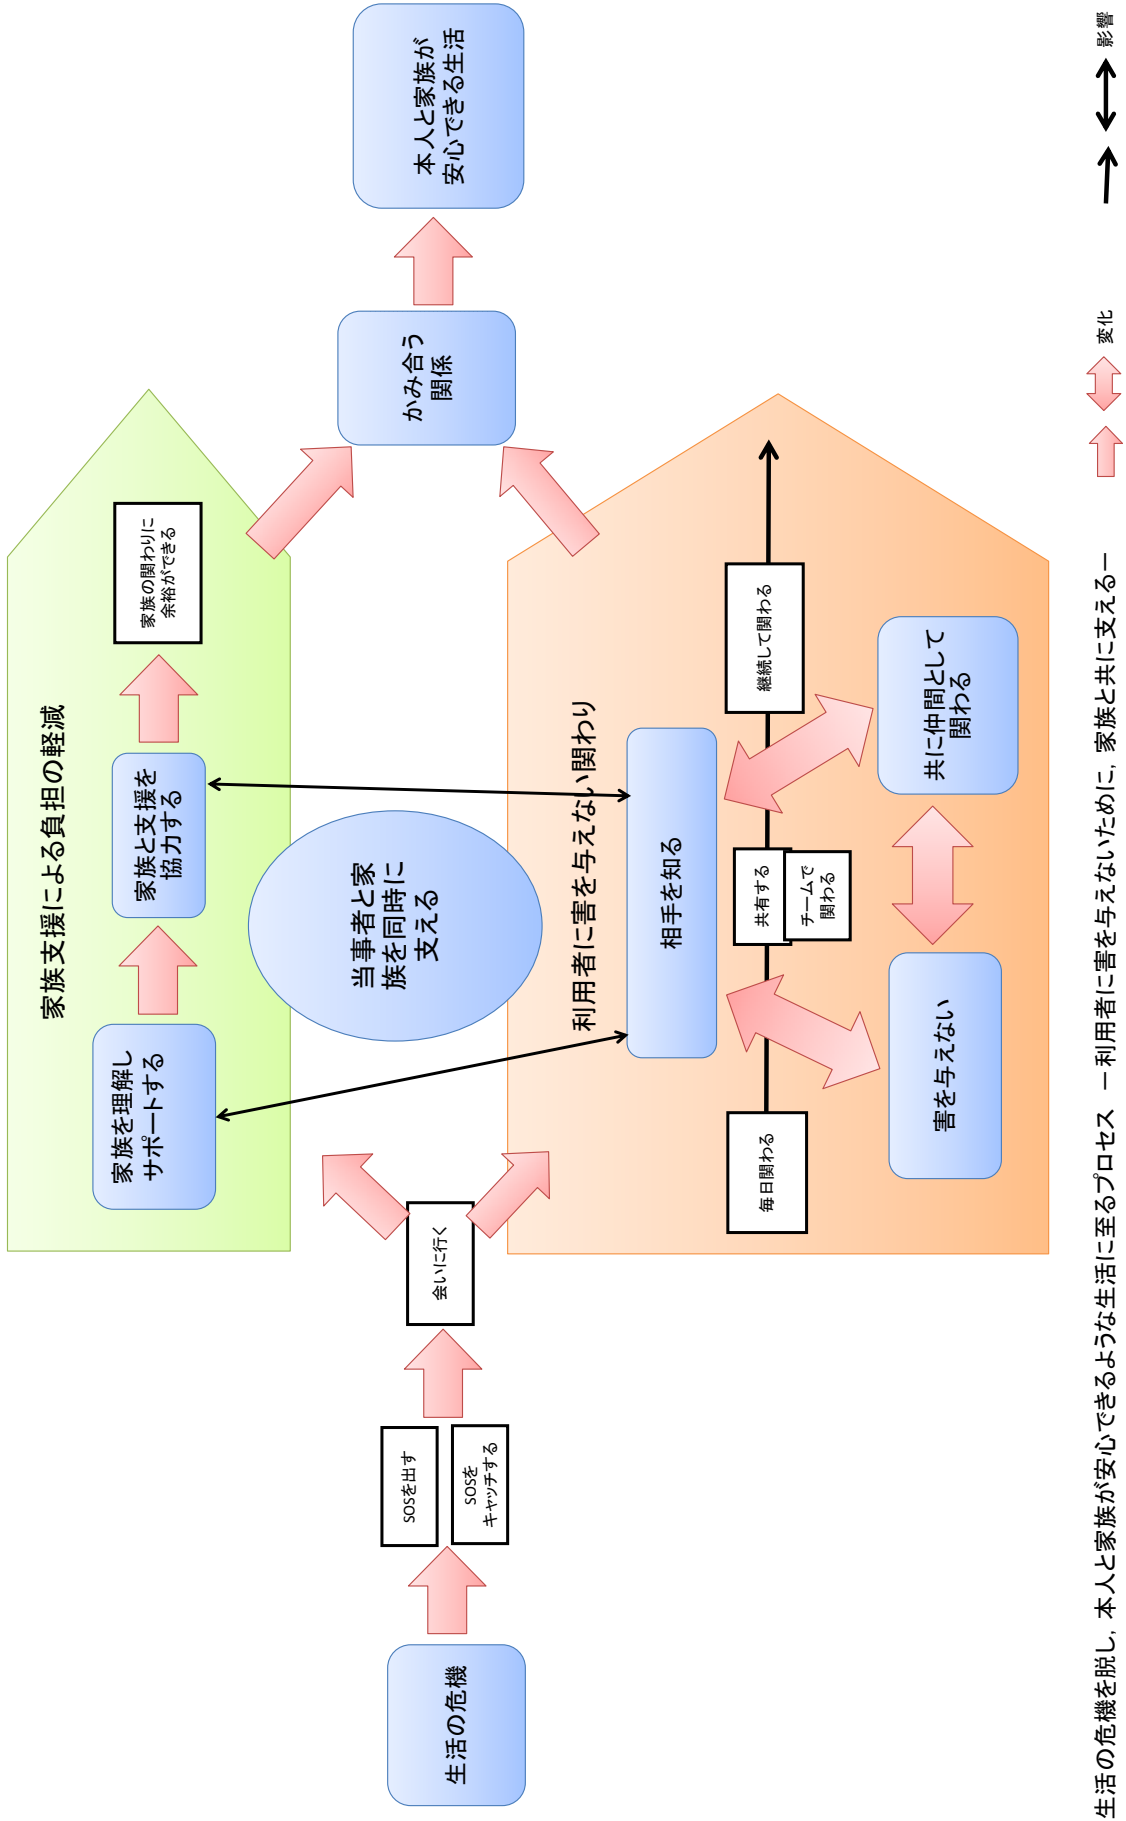 家族支援による負担の軽減
家族を理解し
サポートする
家族と支援を
協力する
家族の関わりに
余裕ができる
生活の危機
SOSを出す
SOSを
キャッチする
会いに行く
当事者と家
族を同時に
支える
かみ合う
関係
本人と家族が
安心できる生活
利用者に害を与えない関わり
相手を知る
毎日関わる
共有する
チームで
関わる
継続して関わる
害を与えない
共に仲間として
関わる
生活の危機を脱し，本人と家族が安心できるような生活に至るプロセス －利用者に害を与えないために，家族と共に支える－
変化
影響